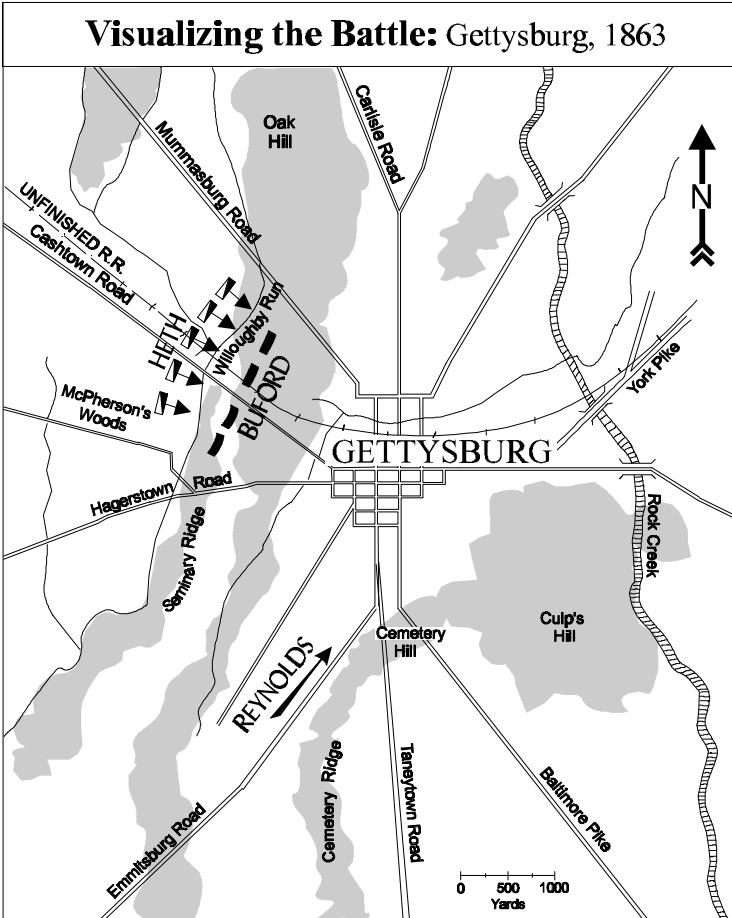 Visualizing the Battle: Gettysburg, 1863
Oak
Hill
Carlisle Road
Mummasburg Road
N
UNFINISHED R.R.
Cashtown Road
Willoughby Run
HETH
BUFORD
York Pike
McPherson's
Woods
GETTYSBURG
Hagerstown Road
Rock Creek
Seminary Ridge
Culp's
Hill
Cemetery
Hill
REYNOLDS
Cemetery Ridge
Taneytown Road
Baltimore Pike
Emmitsburg Road
0 500 1000
Yards